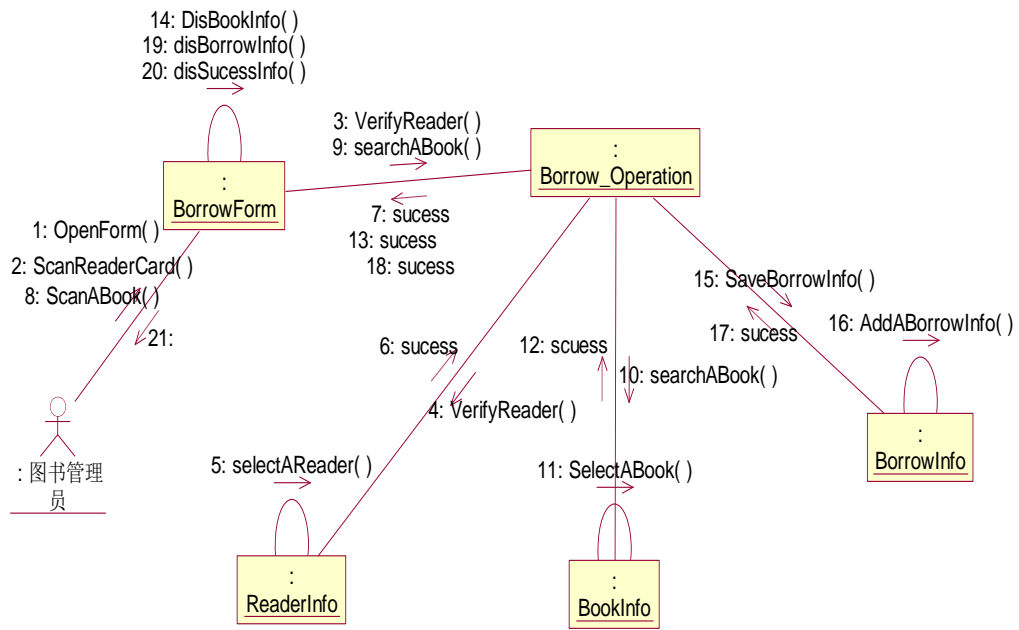 14: DisBookInfo( )
19: disBorrowInfo( )
20: disSucessInfo( )
3: VerifyReader( )
9: searchABook( )
:
BorrowForm
:
Borrow_Operation
7: sucess
13: sucess
18: sucess
1: OpenForm( )
2: ScanReaderCard( )
8: ScanABook( )
21:
15: SaveBorrowInfo( )
17: sucess
16: AddABorrowInfo( )
6: sucess
12: scuess
10: searchABook( )
4: VerifyReader( )
: 图书管理
员
:
BorrowInfo
5: selectAReader( )
11: SelectABook( )
:
ReaderInfo
:
BookInfo